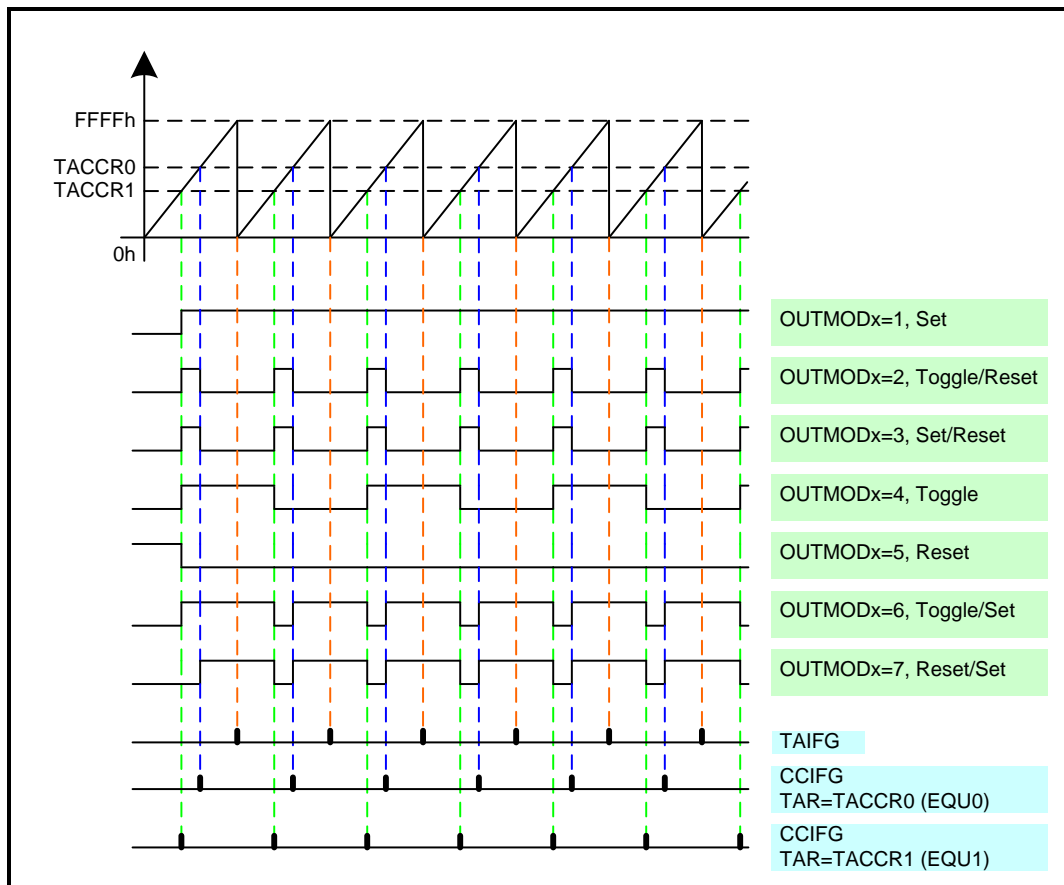 FFFFh
TACCR0
TACCR1
0h
OUTMODx=1, Set
OUTMODx=2, Toggle/Reset
OUTMODx=3, Set/Reset
OUTMODx=4, Toggle
OUTMODx=5, Reset
OUTMODx=6, Toggle/Set
OUTMODx=7, Reset/Set
TAIFG
CCIFG
TAR=TACCR0 (EQU0)
CCIFG
TAR=TACCR1 (EQU1)